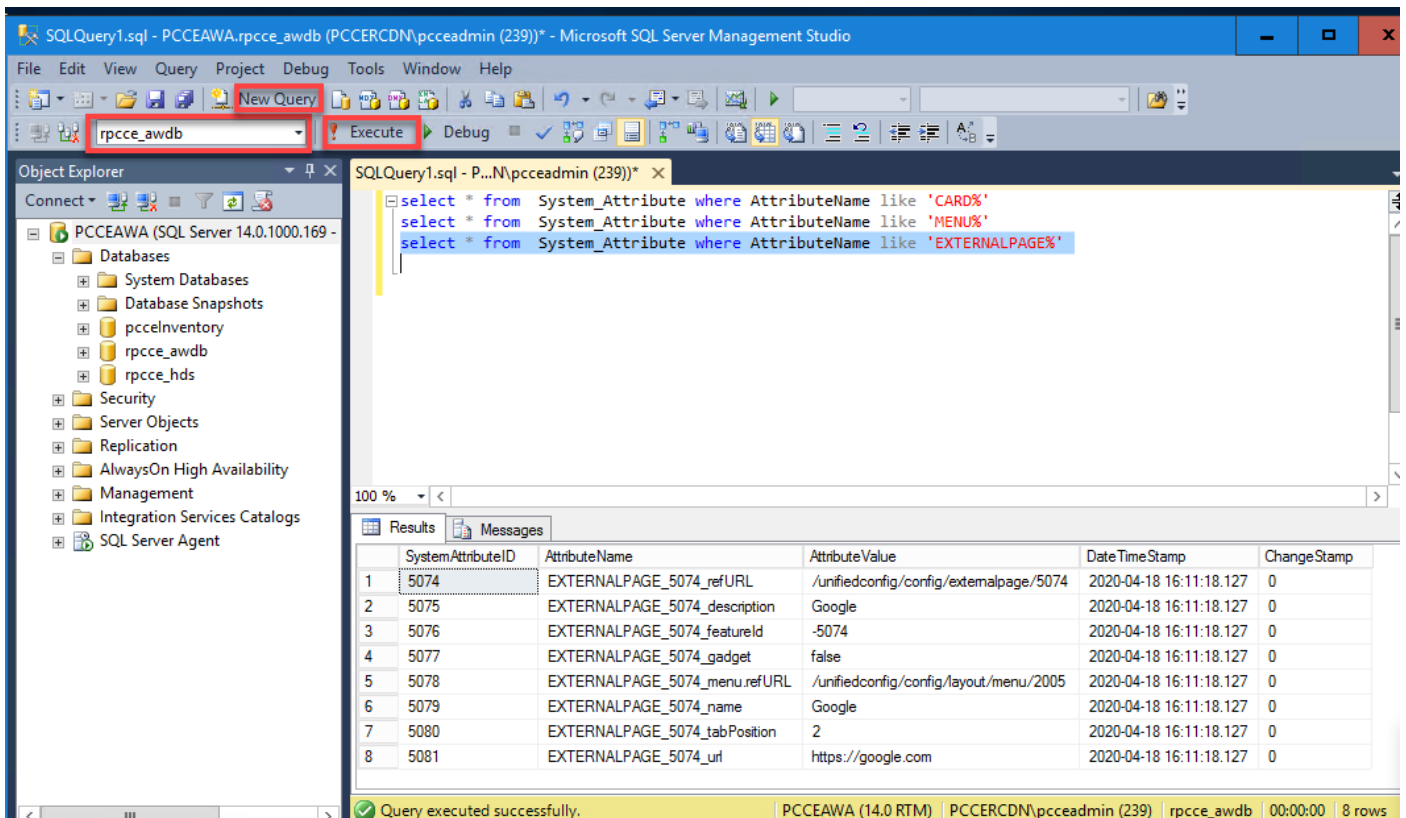 SQLQuery1.sql - PCCEAWA.rpcce_awdb (PCCERCDN\pcceadmin (239))* - Microsoft SQL Server Management Studio
File Edit View Query Project Debug Tools Window Help
New Query
rpcce_awdb Execute Debug
Object Explorer
SQLQuery1.sql - P...N\pcceadmin (239))*
Connect
PCCEAWA (SQL Server 14.0.1000.169 -
Databases
System Databases
Database Snapshots
pcceInventory
rpcce_awdb
rpcce_hds
Security
Server Objects
Replication
AlwaysOn High Availability
Management
Integration Services Catalogs
SQL Server Agent
select * from System_Attribute where AttributeName like 'CARD%'
select * from System_Attribute where AttributeName like 'MENU%'
select * from System_Attribute where AttributeName like 'EXTERNALPAGE%'
100 %
Results Messages
SystemAttributeID AttributeName AttributeValue DateTimeStamp ChangeStamp
1 5074 EXTERNALPAGE_5074_refURL /unifiedconfig/config/externalpage/5074 2020-04-18 16:11:18.127 0
2 5075 EXTERNALPAGE_5074_description Google 2020-04-18 16:11:18.127 0
3 5076 EXTERNALPAGE_5074_featureId -5074 2020-04-18 16:11:18.127 0
4 5077 EXTERNALPAGE_5074_gadget false 2020-04-18 16:11:18.127 0
5 5078 EXTERNALPAGE_5074_menu.refURL /unifiedconfig/config/layout/menu/2005 2020-04-18 16:11:18.127 0
6 5079 EXTERNALPAGE_5074_name Google 2020-04-18 16:11:18.127 0
7 5080 EXTERNALPAGE_5074_tabPosition 2 2020-04-18 16:11:18.127 0
8 5081 EXTERNALPAGE_5074_url https://google.com 2020-04-18 16:11:18.127 0
Query executed successfully. PCCEAWA (14.0 RTM) PCCERCDN\pcceadmin (239) rpcce_awdb 00:00:00 8 rows